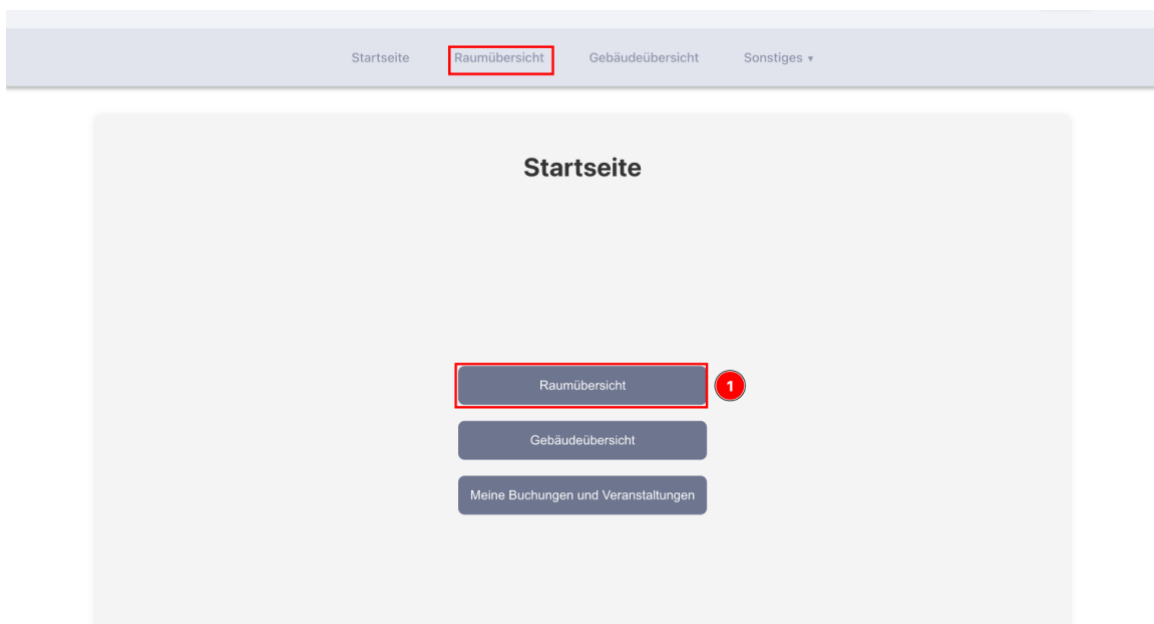 Startseite Raumübersicht Gebäudeübersicht Sonstiges ▾
Startseite
Raumübersicht 1
Gebäudeübersicht
Meine Buchungen und Veranstaltungen